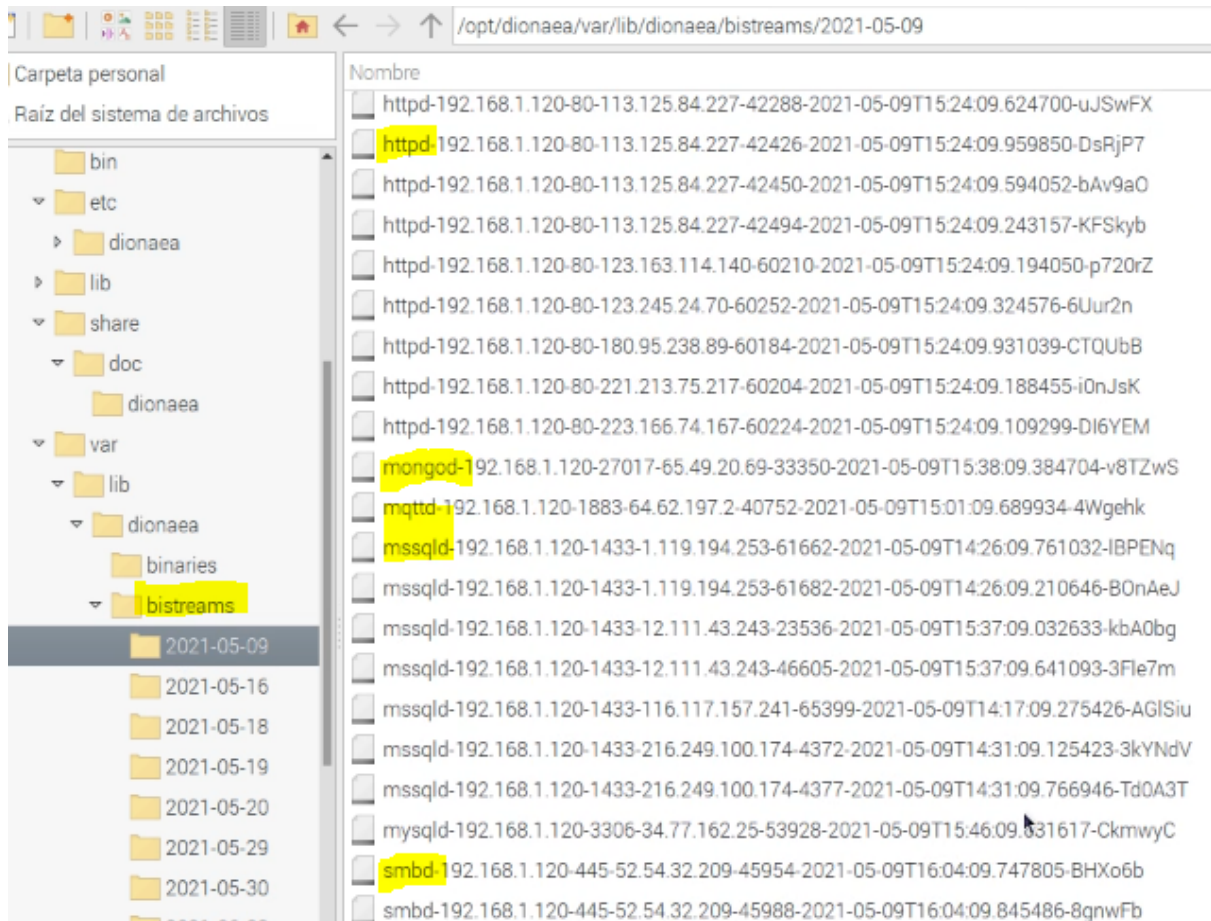 /opt/dionaea/var/lib/dionaea/bistreams/2021-05-09
Carpeta personal
Raíz del sistema de archivos
bin
etc
dionaea
lib
share
doc
dionaea
var
lib
dionaea
binaries
bistreams
2021-05-09
2021-05-16
2021-05-18
2021-05-19
2021-05-20
2021-05-29
2021-05-30
Nombre
httpd-192.168.1.120-80-113.125.84.227-42288-2021-05-09T15:24:09.624700-uJSwFX
httpd-192.168.1.120-80-113.125.84.227-42426-2021-05-09T15:24:09.959850-DsRjP7
httpd-192.168.1.120-80-113.125.84.227-42450-2021-05-09T15:24:09.594052-bAv9aO
httpd-192.168.1.120-80-113.125.84.227-42494-2021-05-09T15:24:09.243157-KFSkyb
httpd-192.168.1.120-80-123.163.114.140-60210-2021-05-09T15:24:09.194050-p720rZ
httpd-192.168.1.120-80-123.245.24.70-60252-2021-05-09T15:24:09.324576-6Uur2n
httpd-192.168.1.120-80-180.95.238.89-60184-2021-05-09T15:24:09.931039-CTQUbB
httpd-192.168.1.120-80-221.213.75.217-60204-2021-05-09T15:24:09.188455-i0nJsK
httpd-192.168.1.120-80-223.166.74.167-60224-2021-05-09T15:24:09.109299-DI6YEM
mongod-192.168.1.120-27017-65.49.20.69-33350-2021-05-09T15:38:09.384704-v8TZwS
mqttd-192.168.1.120-1883-64.62.197.2-40752-2021-05-09T15:01:09.689934-4Wgehk
mssqld-192.168.1.120-1433-1.119.194.253-61662-2021-05-09T14:26:09.761032-lBPENq
mssqld-192.168.1.120-1433-1.119.194.253-61682-2021-05-09T14:26:09.210646-BOnAeJ
mssqld-192.168.1.120-1433-12.111.43.243-23536-2021-05-09T15:37:09.032633-kbA0bg
mssqld-192.168.1.120-1433-12.111.43.243-46605-2021-05-09T15:37:09.641093-3Fle7m
mssqld-192.168.1.120-1433-116.117.157.241-65399-2021-05-09T14:17:09.275426-AGlSiu
mssqld-192.168.1.120-1433-216.249.100.174-4372-2021-05-09T14:31:09.125423-3kYNdV
mssqld-192.168.1.120-1433-216.249.100.174-4377-2021-05-09T14:31:09.766946-Td0A3T
mysqld-192.168.1.120-3306-34.77.162.25-53928-2021-05-09T15:46:09.631617-CkmwyC
smbd-192.168.1.120-445-52.54.32.209-45954-2021-05-09T16:04:09.747805-BHXo6b
smbd-192.168.1.120-445-52.54.32.209-45988-2021-05-09T16:04:09.845486-8gnwFb